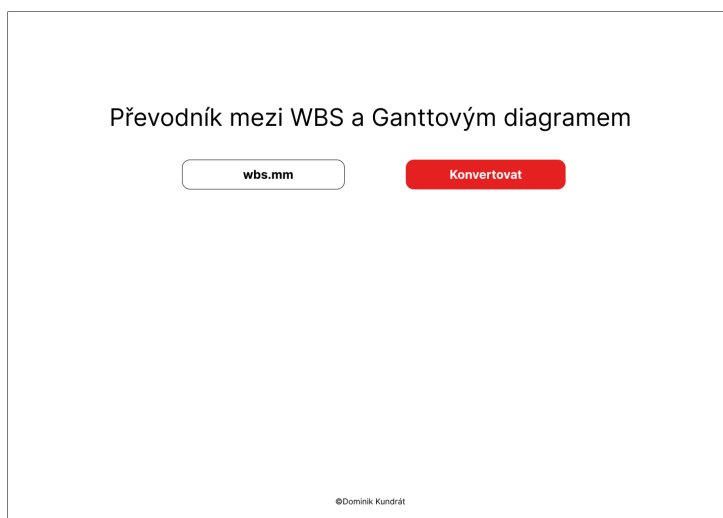 Převodník mezi WBS a Ganttovým diagramem
wbs.mm
Konvertovat
©Dominik Kundrát